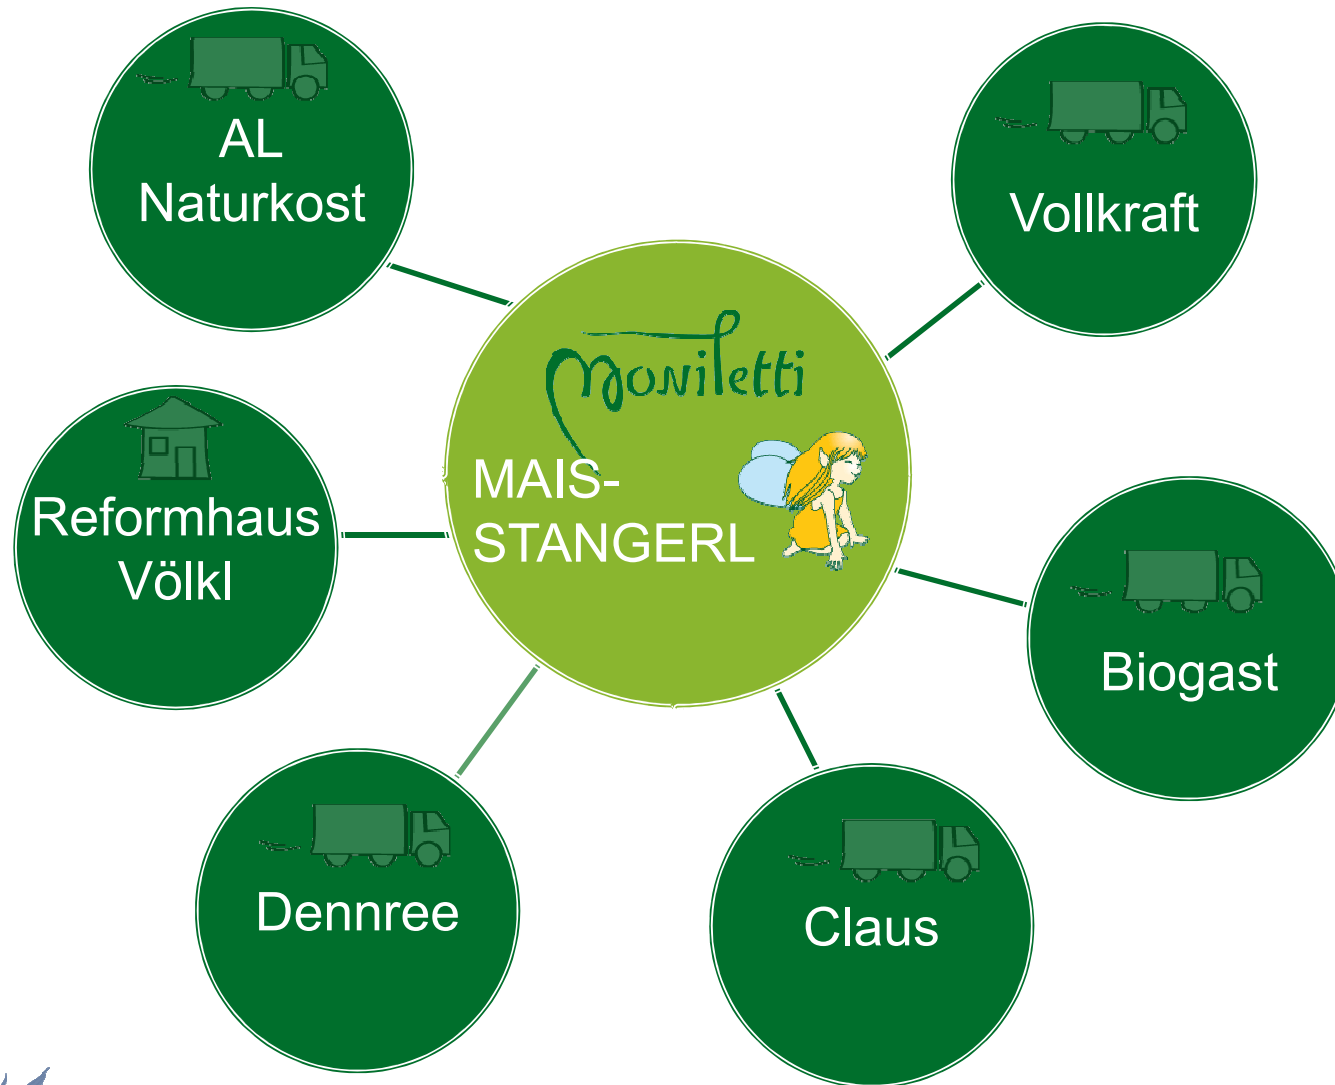 AL
Naturkost
Vollkraft
Moniletti
MAIS-
STANGERL
Reformhaus
Völkl
Biogast
Dennree
Claus